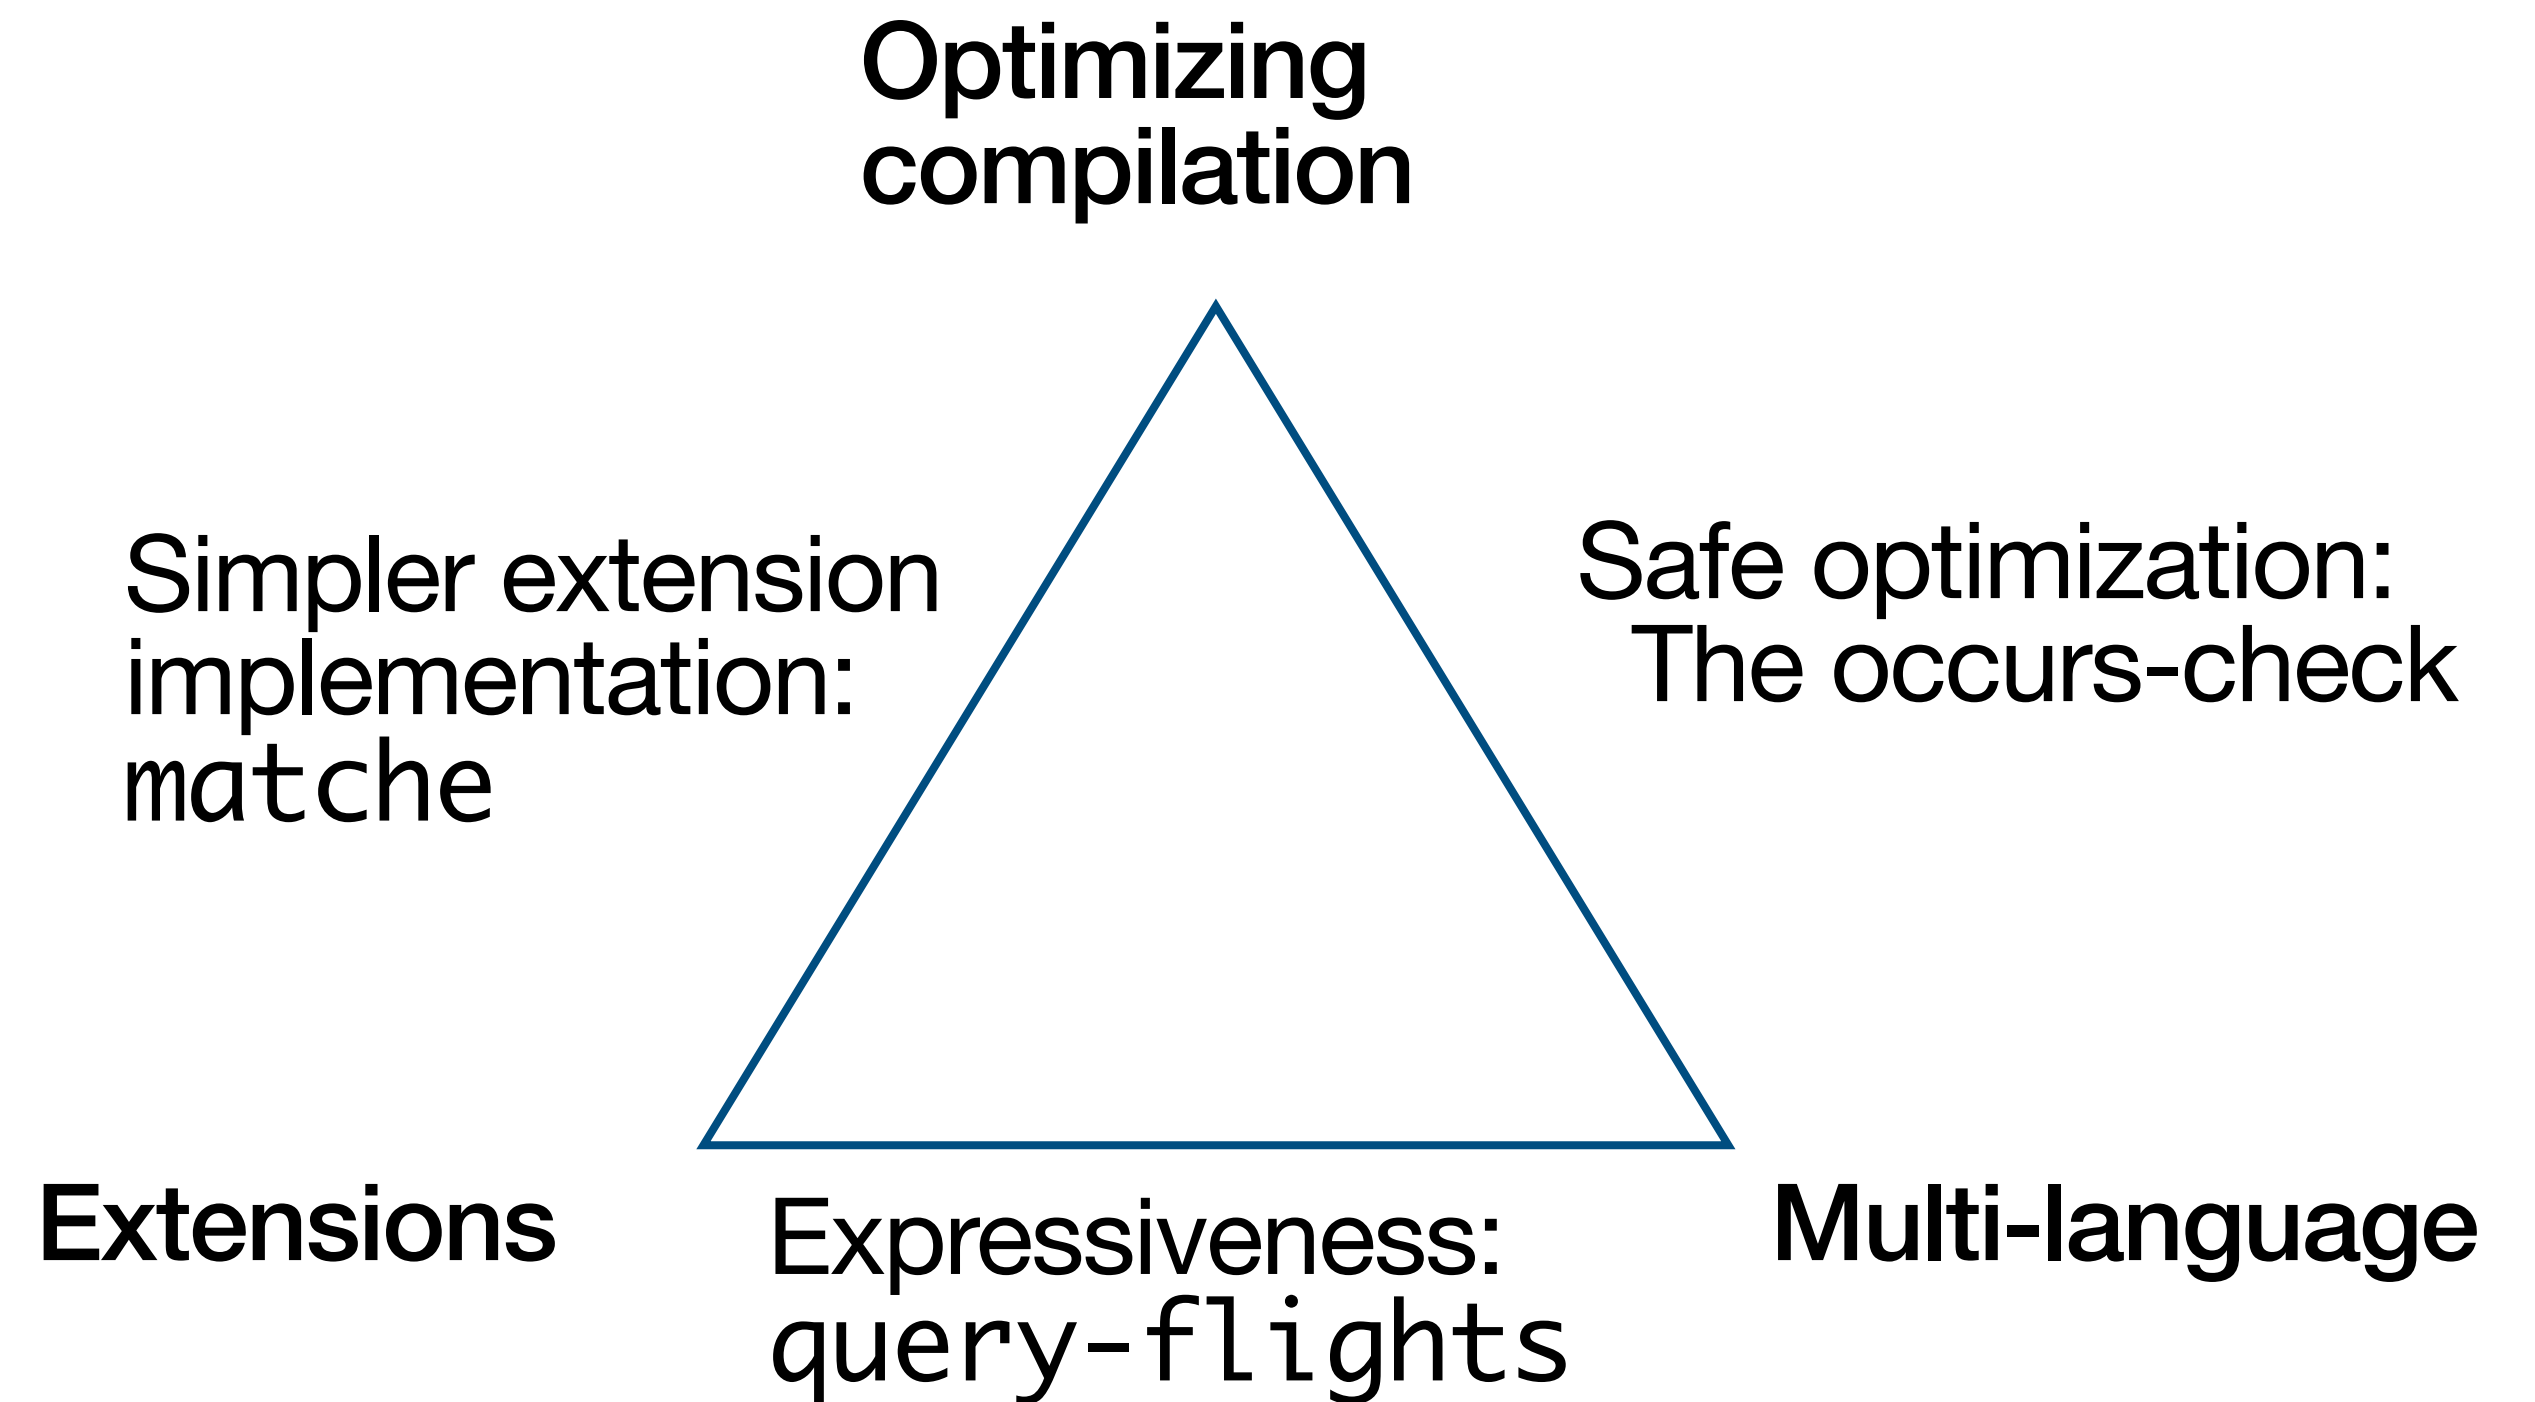 Optimizing
compilation
Simpler extension
implementation:
matche
Safe optimization:
The occurs-check
Extensions
Expressiveness:
query-flights
Multi-language